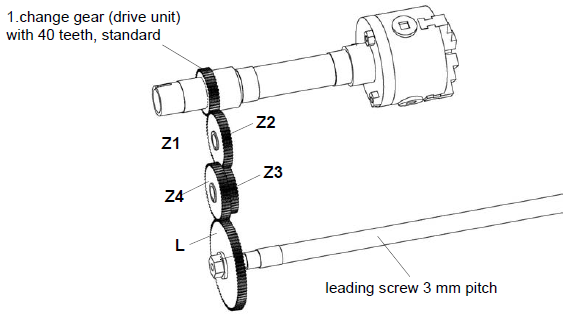 1.change gear (drive unit)
with 40 teeth, standard
Z2
Z1
Z3
Z4
L
leading screw 3 mm pitch